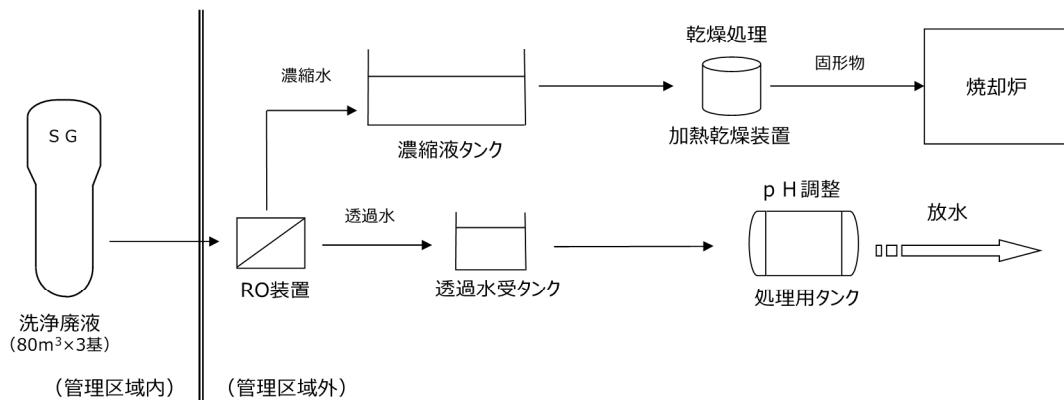 乾燥処理
濃縮水
固形物
焼却炉
ＳＧ
濃縮液タンク
加熱乾燥装置
ｐＨ調整
透過水
放水
RO装置
透過水受タンク
処理用タンク
洗浄廃液
（80m³×3基）
（管理区域内）
（管理区域外）